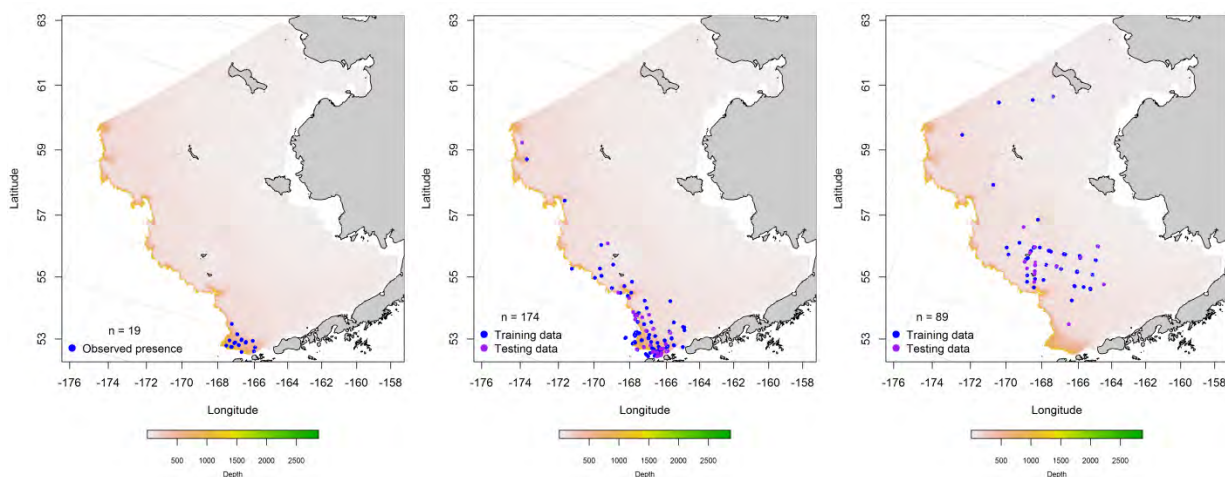 63
61
59
57
55
53
Latitude
n = 19
Observed presence
-176 -174 -172 -170 -168 -166 -164 -162 -160 -158
Longitude
500 1000 1500 2000 2500
Depth
63
61
59
57
55
53
Latitude
n = 174
Training data
Testing data
-176 -174 -172 -170 -168 -166 -164 -162 -160 -158
Longitude
500 1000 1500 2000 2500
Depth
63
61
59
57
55
53
Latitude
n = 89
Training data
Testing data
-176 -174 -172 -170 -168 -166 -164 -162 -160 -158
Longitude
500 1000 1500 2000 2500
Depth